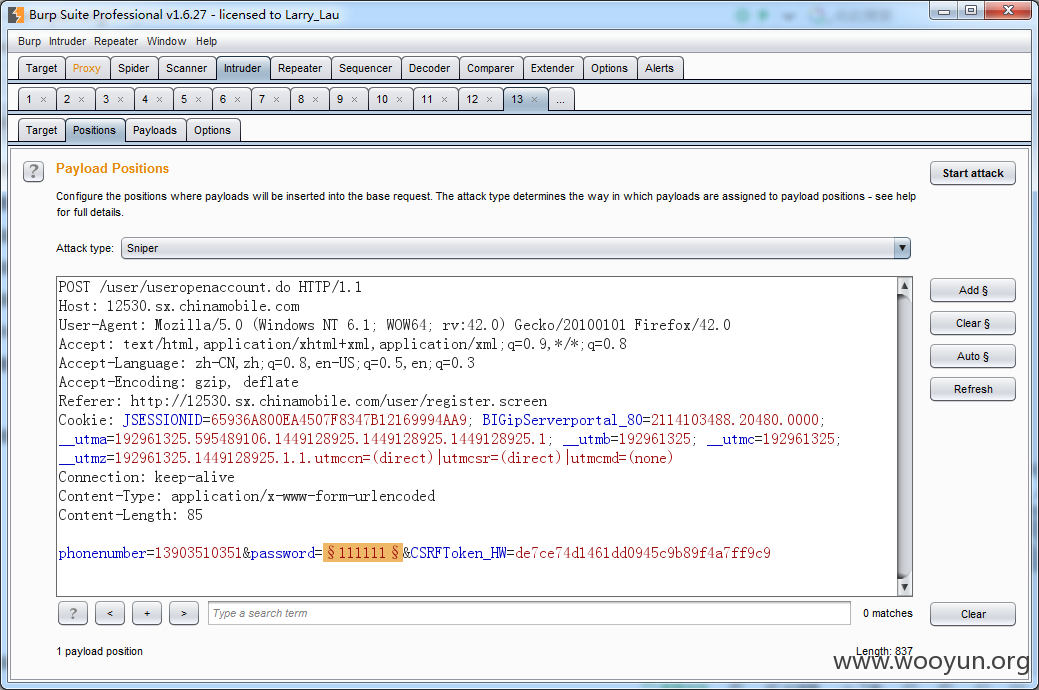 Burp Suite Professional v1.6.27 - licensed to Larry_Lau
Burp Intruder Repeater Window Help
Target Proxy Spider Scanner Intruder Repeater Sequencer Decoder Comparer Extender Options Alerts
1 × 2 × 3 × 4 × 5 × 6 × 7 × 8 × 9 × 10 × 11 × 12 × 13 × ...
Target Positions Payloads Options
? Payload Positions
Start attack
Configure the positions where payloads will be inserted into the base request. The attack type determines the way in which payloads are assigned to payload positions - see help
for full details.
Attack type: Sniper
POST /user/useropenaccount.do HTTP/1.1
Host: 12530.sx.chinamobile.com
User-Agent: Mozilla/5.0 (Windows NT 6.1; WOW64; rv:42.0) Gecko/20100101 Firefox/42.0
Accept: text/html,application/xhtml+xml,application/xml;q=0.9,*/*;q=0.8
Accept-Language: zh-CN,zh;q=0.8,en-US;q=0.5,en;q=0.3
Accept-Encoding: gzip, deflate
Referer: http://12530.sx.chinamobile.com/user/register.screen
Cookie: JSESSIONID=65936A800EA4507F8347B12169994AA9; BIGipServerportal_80=2114103488.20480.0000;
__utma=192961325.595489106.1449128925.1449128925.1449128925.1; __utmb=192961325; __utmc=192961325;
__utmz=192961325.1449128925.1.1.utmccn=(direct)|utmcsr=(direct)|utmcmd=(none)
Connection: keep-alive
Content-Type: application/x-www-form-urlencoded
Content-Length: 85
phonenumber=13903510351&password=§111111§&CSRFToken_HW=de7ce74d1461dd0945c9b89f4a7ff9c9
Add §
Clear §
Auto §
Refresh
? < + > Type a search term 0 matches Clear
1 payload position Length: 837
www.wooyun.org